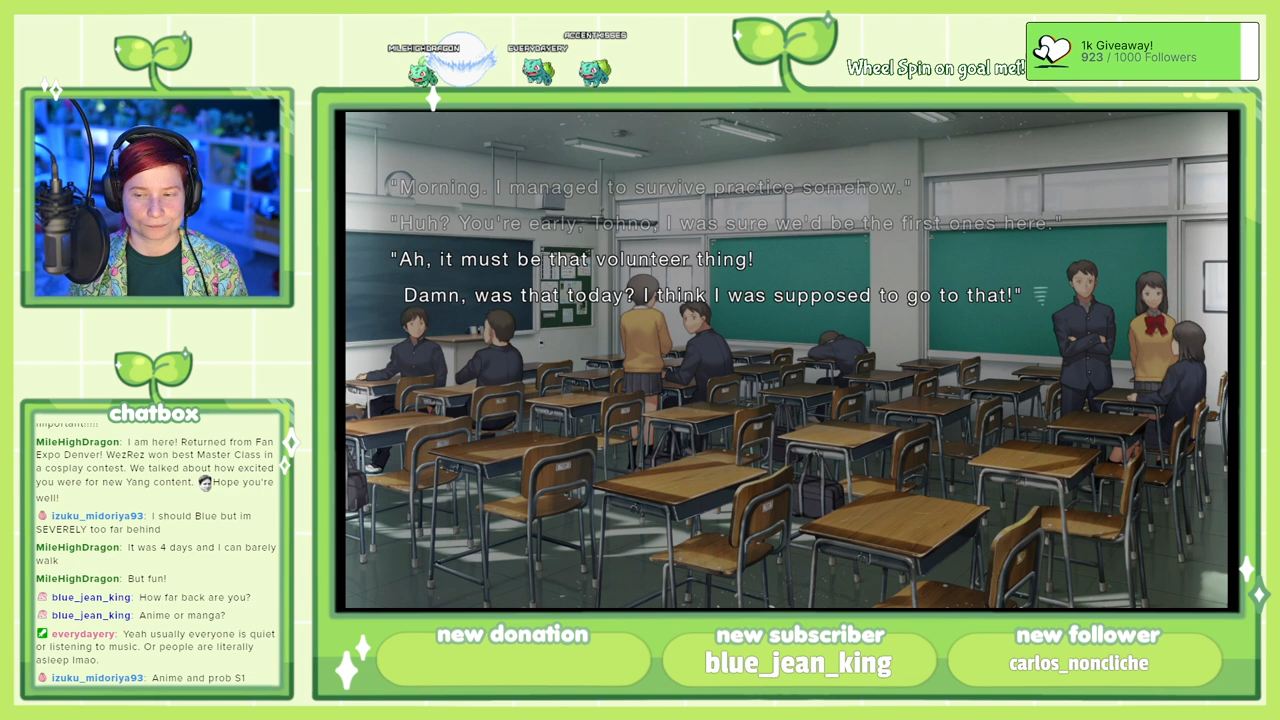 MILEHIGHDRAGON
EVERYDAYERY
ACCENTKISSES
Wheel Spin on goal met!
1k Giveaway!
923 / 1000 Followers
"Morning. I managed to survive practice somehow."
"Huh? You're early, Tohno, I was sure we'd be the first ones here."
"Ah, it must be that volunteer thing!
Damn, was that today? I think I was supposed to go to that!"
chatbox
important!!!!!
MileHighDragon: I am here! Returned from Fan
Expo Denver! WezRez won best Master Class in
a cosplay contest. We talked about how excited
you were for new Yang content. Hope you're
well!
izuku_midoriya93: I should Blue but im
SEVERELY too far behind
MileHighDragon: It was 4 days and I can barely
walk
MileHighDragon: But fun!
blue_jean_king: How far back are you?
blue_jean_king: Anime or manga?
everydayery: Yeah usually everyone is quiet
or listening to music. Or people are literally
asleep lmao.
izuku_midoriya93: Anime and prob S1
new donation
new subscriber
blue_jean_king
new follower
carlos_noncliche